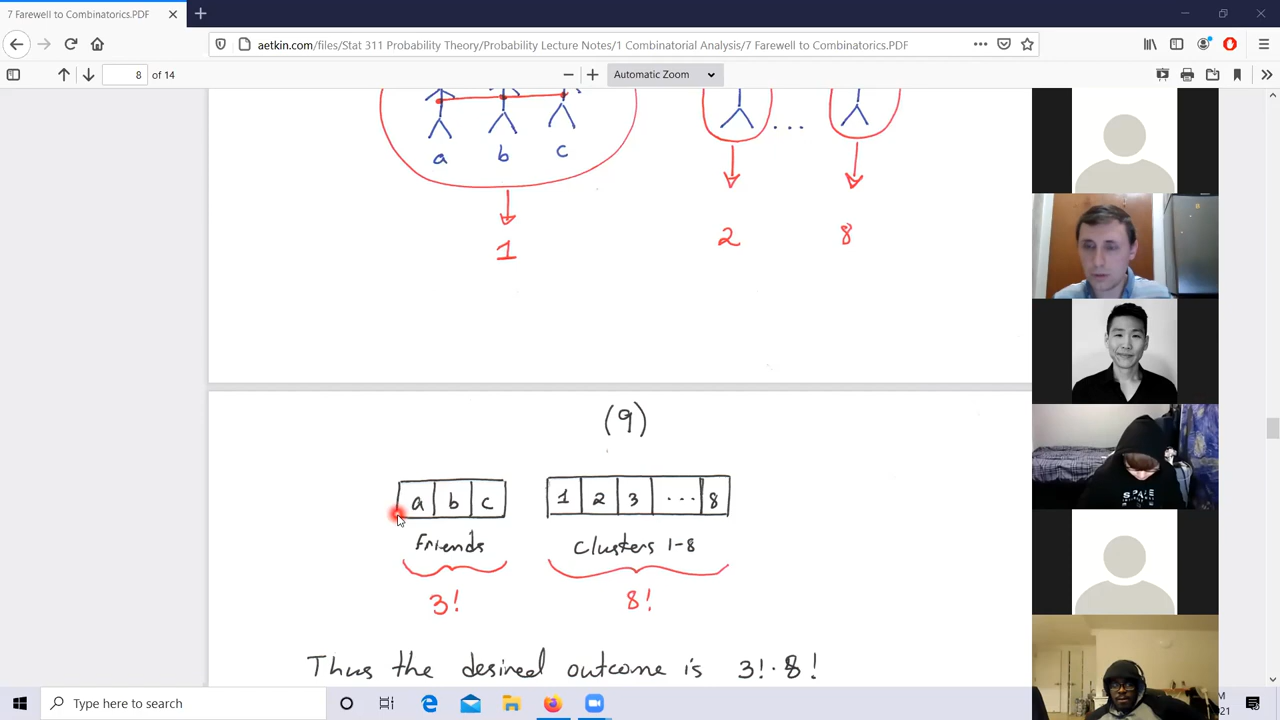 7 Farewell to Combinatorics.PDF
aetkin.com/files/Stat 311 Probability Theory/Probability Lecture Notes/1 Combinatorial Analysis/7 Farewell to Combinatorics.PDF
8 of 14
Automatic Zoom
a b c ...
1 2 8
(9)
a b c 1 2 3 ... 8
Friends Clusters 1-8
3! 8!
Thus the desired outcome is 3! · 8!
SPACE
Type here to search
M
021